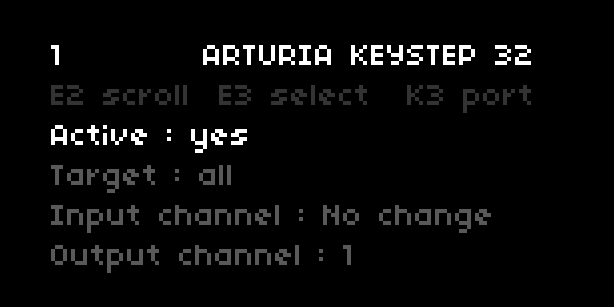 1 ARTURIA KEYSTEP 32
E2 scroll E3 select K3 port
Active : yes
Target : all
Input channel : No change
Output channel : 1